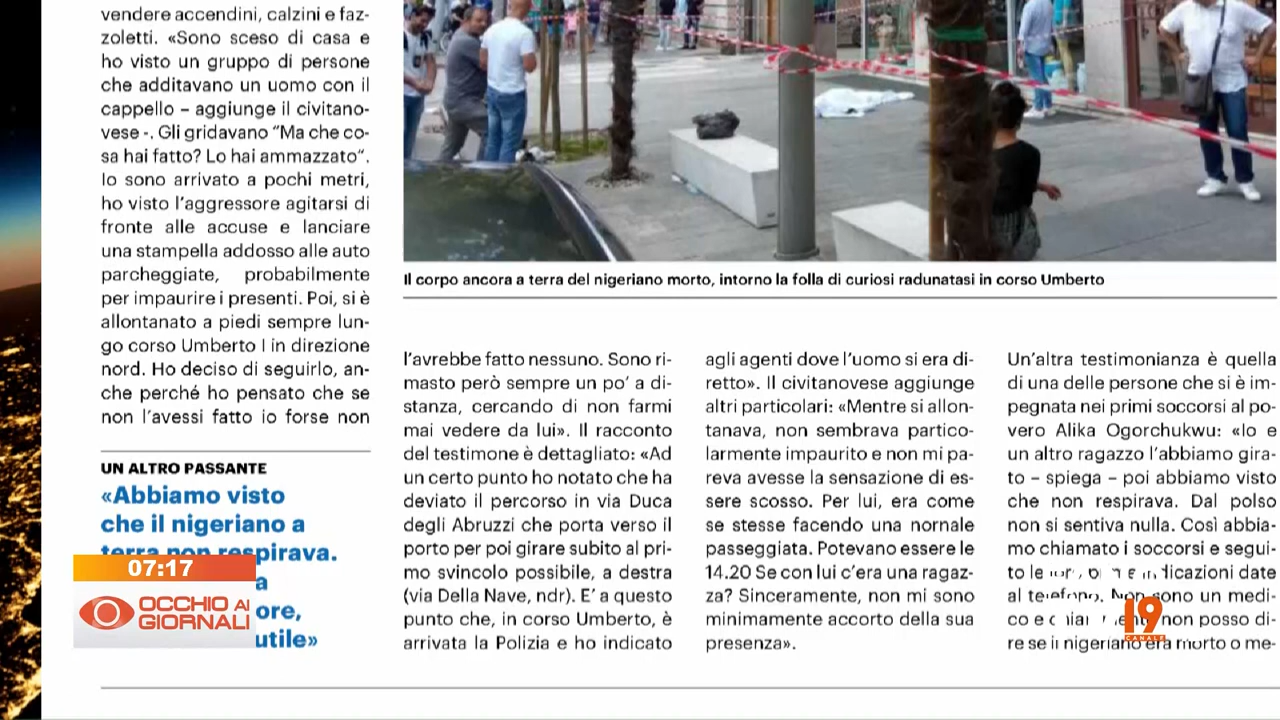 vendere accendini, calzini e faz-
zoletti. «Sono sceso di casa e
ho visto un gruppo di persone
che additavano un uomo con il
cappello – aggiunge il civitano-
vese -. Gli gridavano "Ma che co-
sa hai fatto? Lo hai ammazzato".
Io sono arrivato a pochi metri,
ho visto l'aggressore agitarsi di
fronte alle accuse e lanciare
una stampella addosso alle auto
parcheggiate, probabilmente
per impaurire i presenti. Poi, si è
allontanato a piedi sempre lun-
go corso Umberto I in direzione
nord. Ho deciso di seguirlo, an-
che perché ho pensato che se
non l'avessi fatto io forse non
UN ALTRO PASSANTE
«Abbiamo visto
che il nigeriano a
terra non respirava.
a
ore,
utile»
07:17
OCCHIO AI
GIORNALI
Il corpo ancora a terra del nigeriano morto, intorno la folla di curiosi radunatasi in corso Umberto
l'avrebbe fatto nessuno. Sono ri-
masto però sempre un po' a di-
stanza, cercando di non farmi
mai vedere da lui». Il racconto
del testimone è dettagliato: «Ad
un certo punto ho notato che ha
deviato il percorso in via Duca
degli Abruzzi che porta verso il
porto per poi girare subito al pri-
mo svincolo possibile, a destra
(via Della Nave, ndr). E' a questo
punto che, in corso Umberto, è
arrivata la Polizia e ho indicato
agli agenti dove l'uomo si era di-
retto». Il civitanovese aggiunge
altri particolari: «Mentre si allon-
tanava, non sembrava partico-
larmente impaurito e non mi pa-
reva avesse la sensazione di es-
sere scosso. Per lui, era come
se stesse facendo una nornale
passeggiata. Potevano essere le
14.20 Se con lui c'era una ragaz-
za? Sinceramente, non mi sono
minimamente accorto della sua
presenza».
Un'altra testimonianza è quella
di una delle persone che si è im-
pegnata nei primi soccorsi al po-
vero Alika Ogorchukwu: «Io e
un altro ragazzo l'abbiamo gira-
to – spiega – poi abbiamo visto
che non respirava. Dal polso
non si sentiva nulla. Così abbia-
mo chiamato i soccorsi e segui-
to le indicazioni date
al telefono. Non sono un medi-
co e non posso di-
re se il nigeriano era morto o me-
19
CANALE